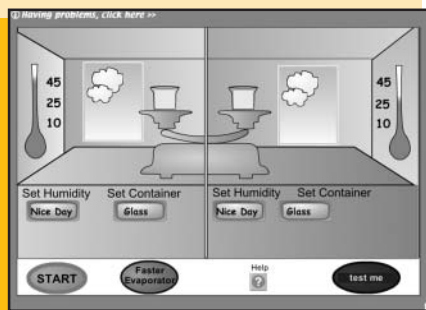 Having problems, click here >>
45 45
25 25
10 10
Set Humidity Set Container Set Humidity Set Container
Nice Day Glass Nice Day Glass
START Faster Evaporator Help ? test me